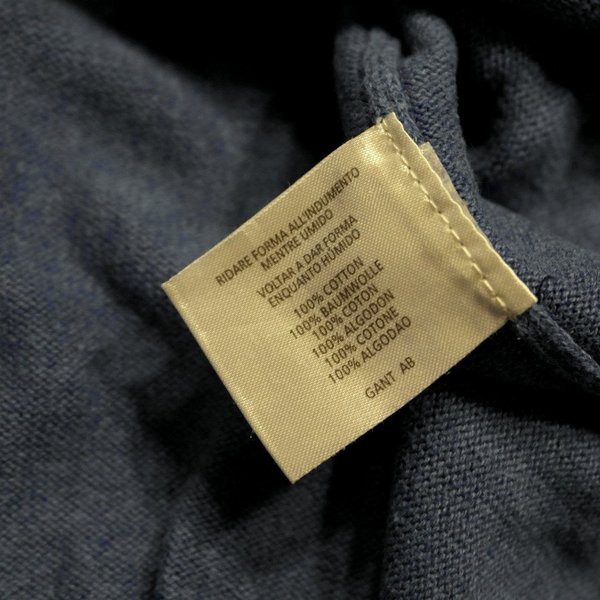 RIDARE FORMA ALL'INDUMENTO
MENTRE UMIDO
VOLTAR A DAR FORMA
ENQUANTO HÚMIDO
100% COTTON
100% BAUMWOLLE
100% COTON
100% ALGODON
100% COTONE
100% ALGODAO
GANT AB